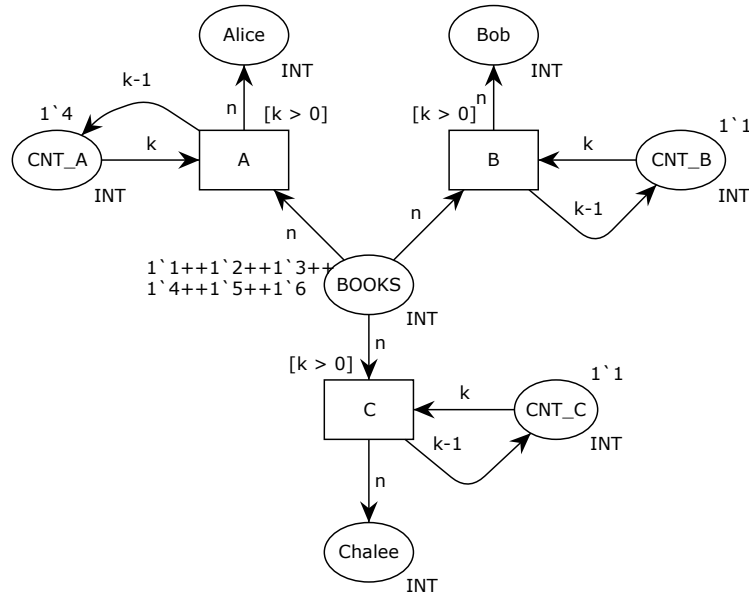 Alice
INT
Bob
INT
k-1
n
[k > 0]
1`4
CNT_A
INT
k
A
[k > 0]
n
B
k
1`1
CNT_B
INT
k-1
n
n
1`1++1`2++1`3++
1`4++1`5++1`6
BOOKS
INT
n
[k > 0]
C
k
1`1
CNT_C
INT
k-1
n
Chalee
INT